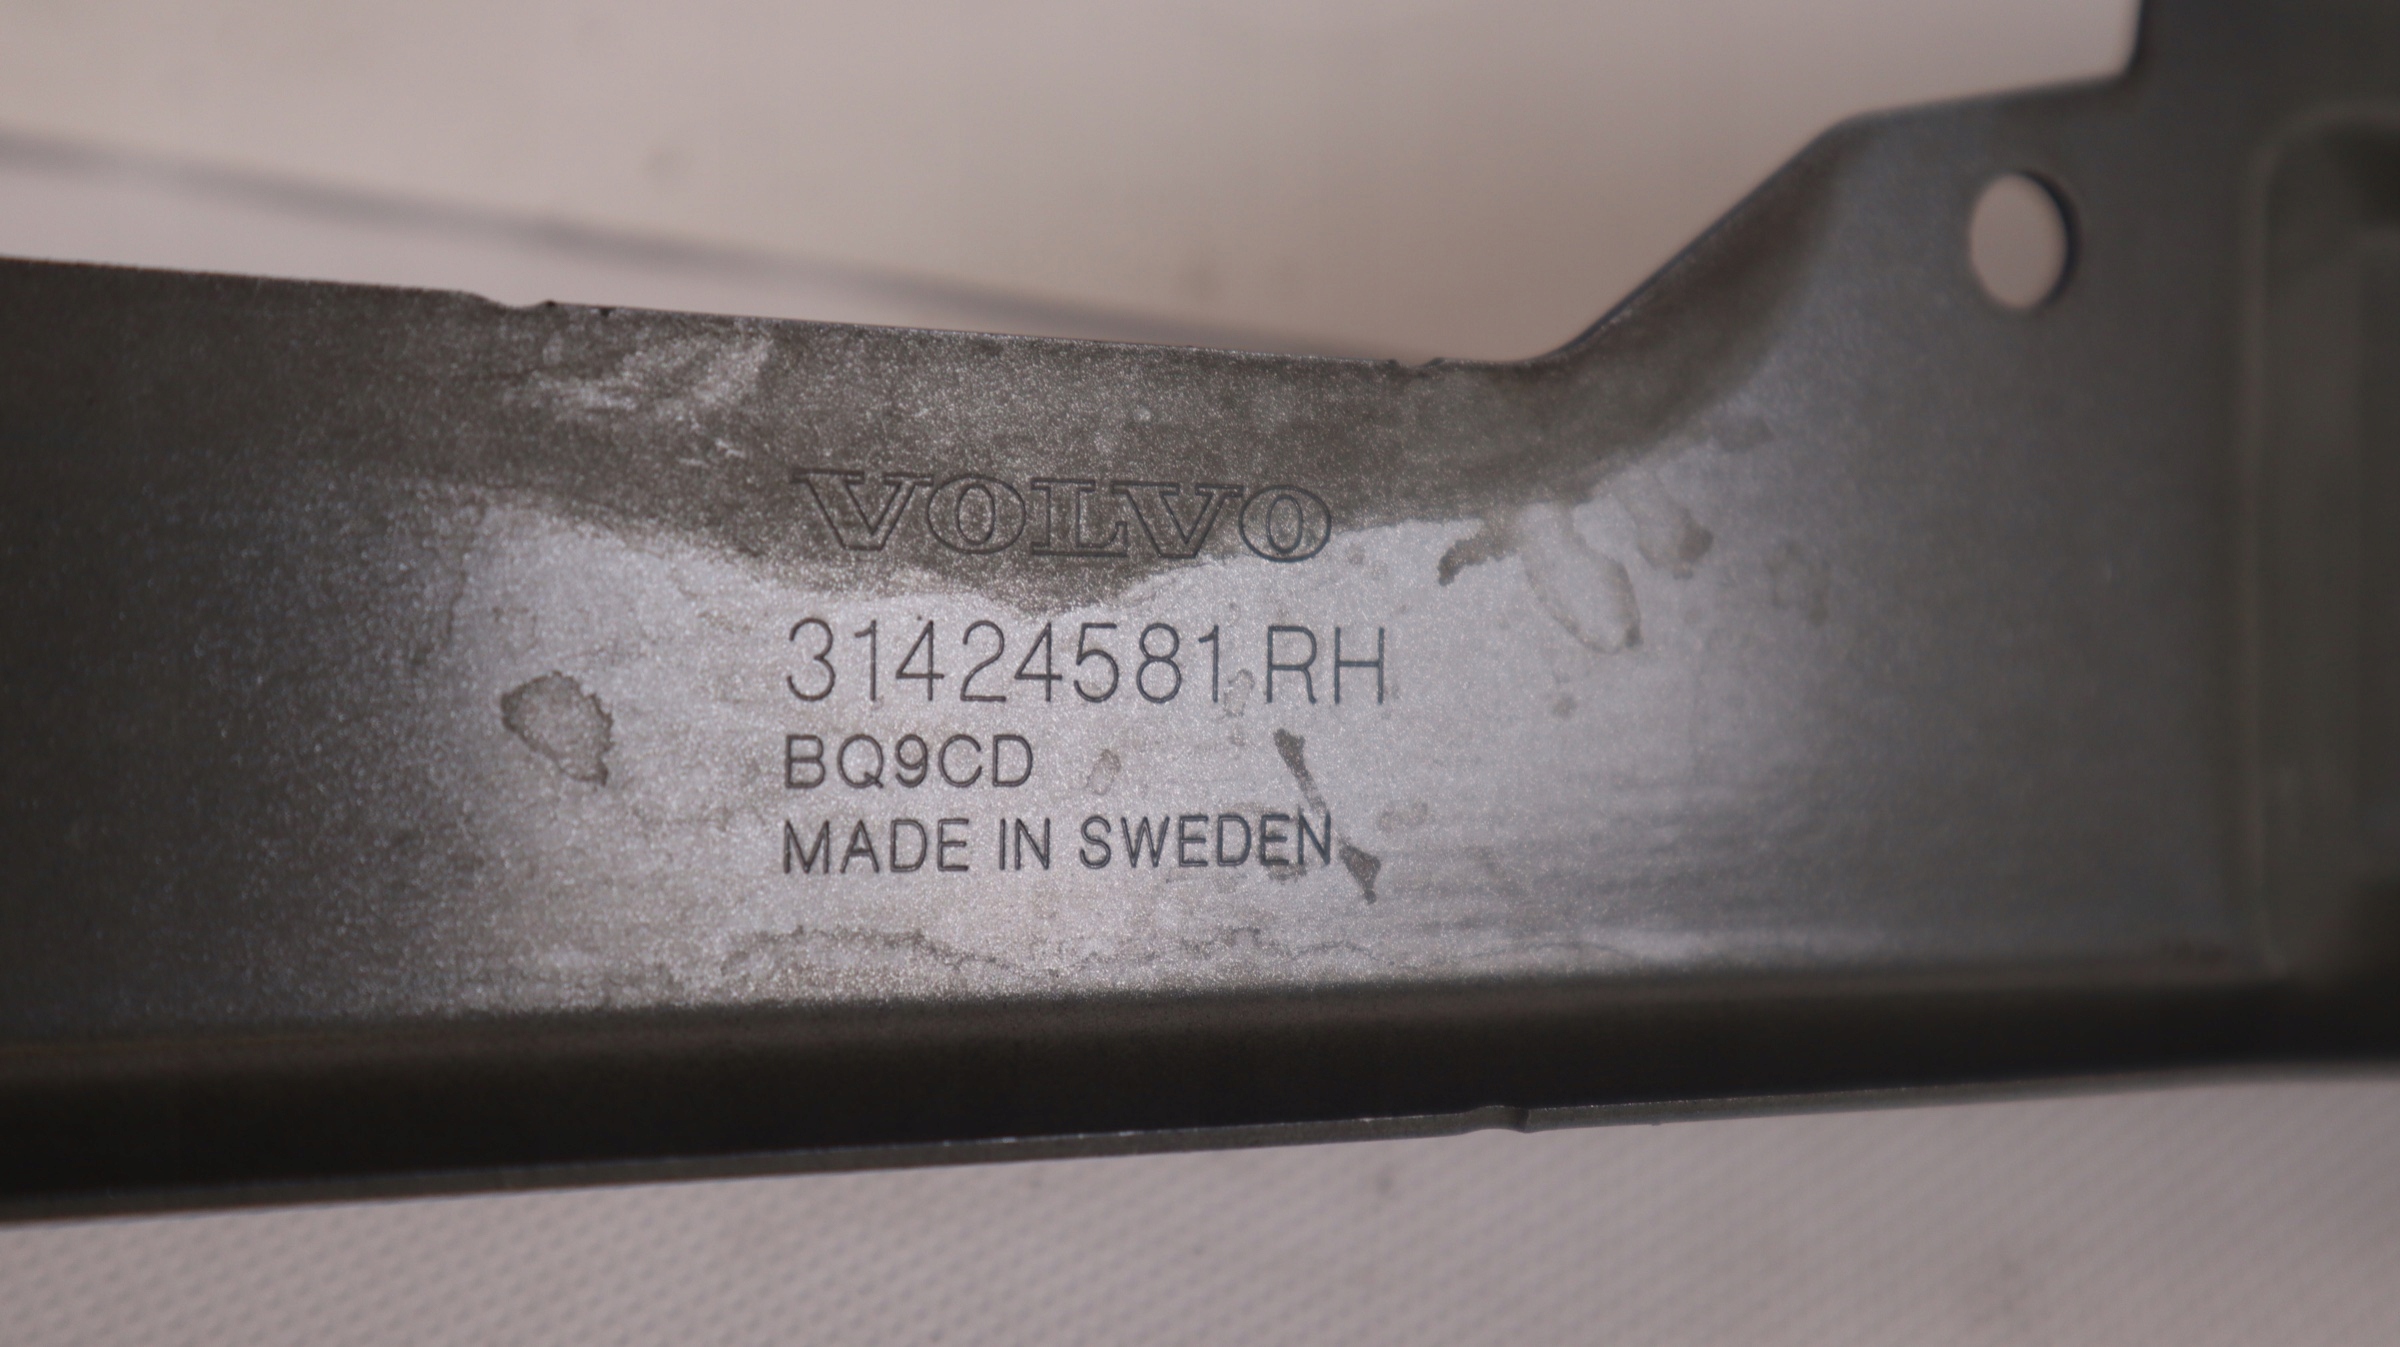 VOLVO
31424581 RH
BQ9CD
MADE IN SWEDEN